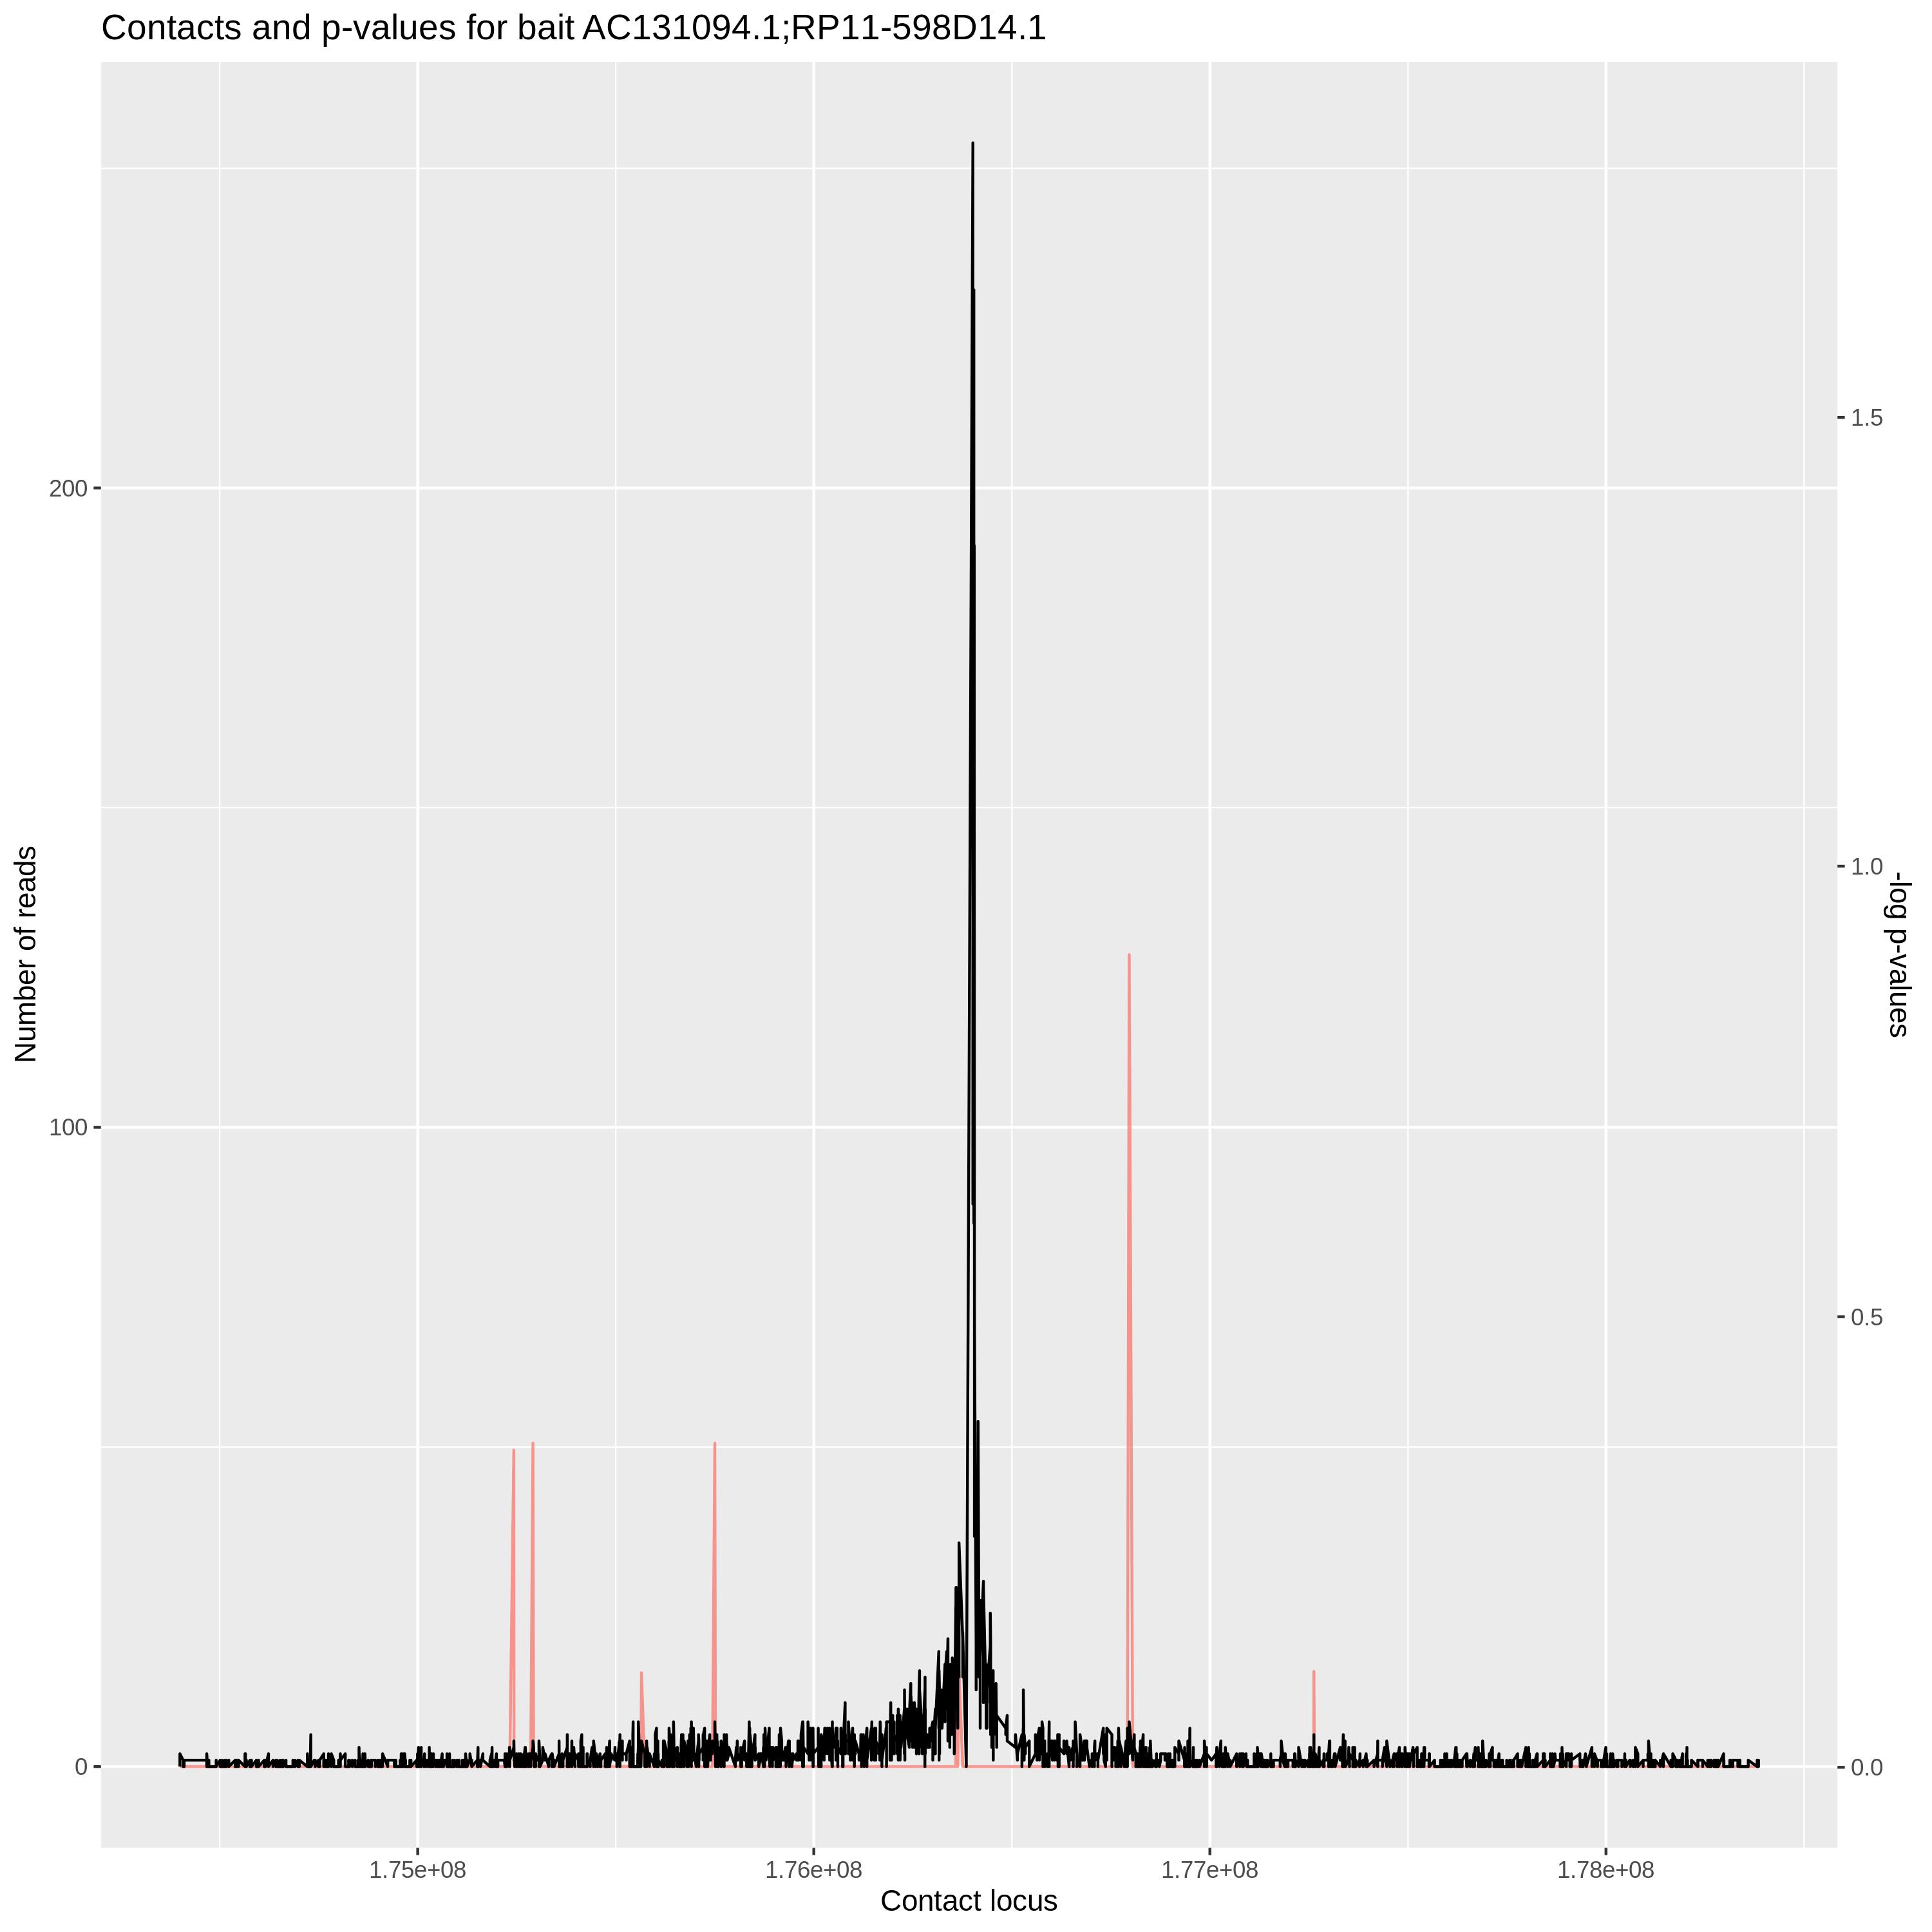 Contacts and p-values for bait AC131094.1;RP11-598D14.1
Number of reads
200
100
0
1.5
1.0
0.5
0.0
-log p-values
1.75e+08
1.76e+08
1.77e+08
1.78e+08
Contact locus